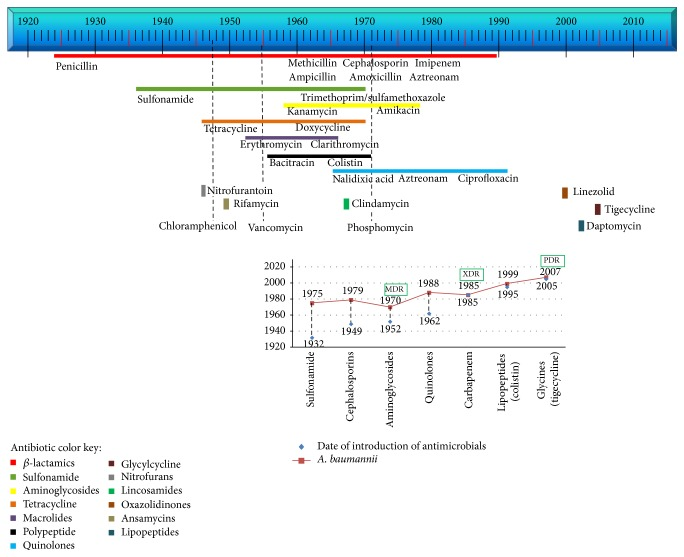 1920 1930 1940 1950 1960 1970 1980 1990 2000 2010
Penicillin Methicillin Cephalosporin Imipenem
Ampicillin Amoxicillin Aztreonam
Sulfonamide Trimethoprim/sulfamethoxazole
Kanamycin Amikacin
Tetracycline Doxycycline
Erythromycin Clarithromycin
Bacitracin Colistin
Nalidixic acid Aztreonam Ciprofloxacin
Nitrofurantoin Linezolid
Rifamycin Clindamycin Tigecycline
Chloramphenicol Vancomycin Phosphomycin Daptomycin
PDR
2020 XDR
2000 1975 1979 MDR 1970 1988 1985 1999 2007
1980 1985 1995 2005
1960 1932 1949 1952 1962
1940
1920
Sulfonamide
Cephalosporins
Aminoglycosides
Quinolones
Carbapenem
Lipopeptides
(colistin)
Glycines
(tigecycline)
Date of introduction of antimicrobials
A. baumannii
Antibiotic color key:
β-lactamics
Sulfonamide
Aminoglycosides
Tetracycline
Macrolides
Polypeptide
Quinolones
Glycylcycline
Nitrofurans
Lincosamides
Oxazolidinones
Ansamycins
Lipopeptides